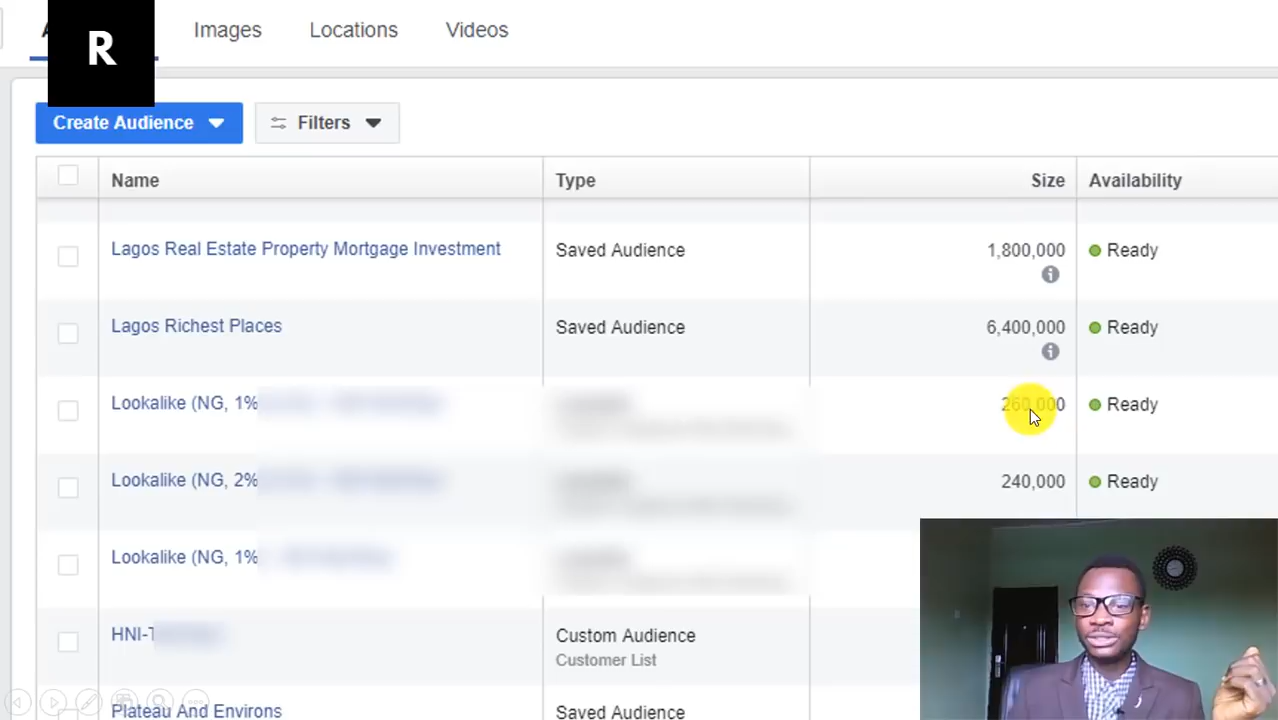 R
Images
Locations
Videos
Create Audience
Filters
Name
Type
Size
Availability
Lagos Real Estate Property Mortgage Investment
Saved Audience
1,800,000
Ready
Lagos Richest Places
Saved Audience
6,400,000
Ready
Lookalike (NG, 1%
260,000
Ready
Lookalike (NG, 2%
240,000
Ready
Lookalike (NG, 1%
HNI-T
Custom Audience
Customer List
Plateau And Environs
Saved Audience